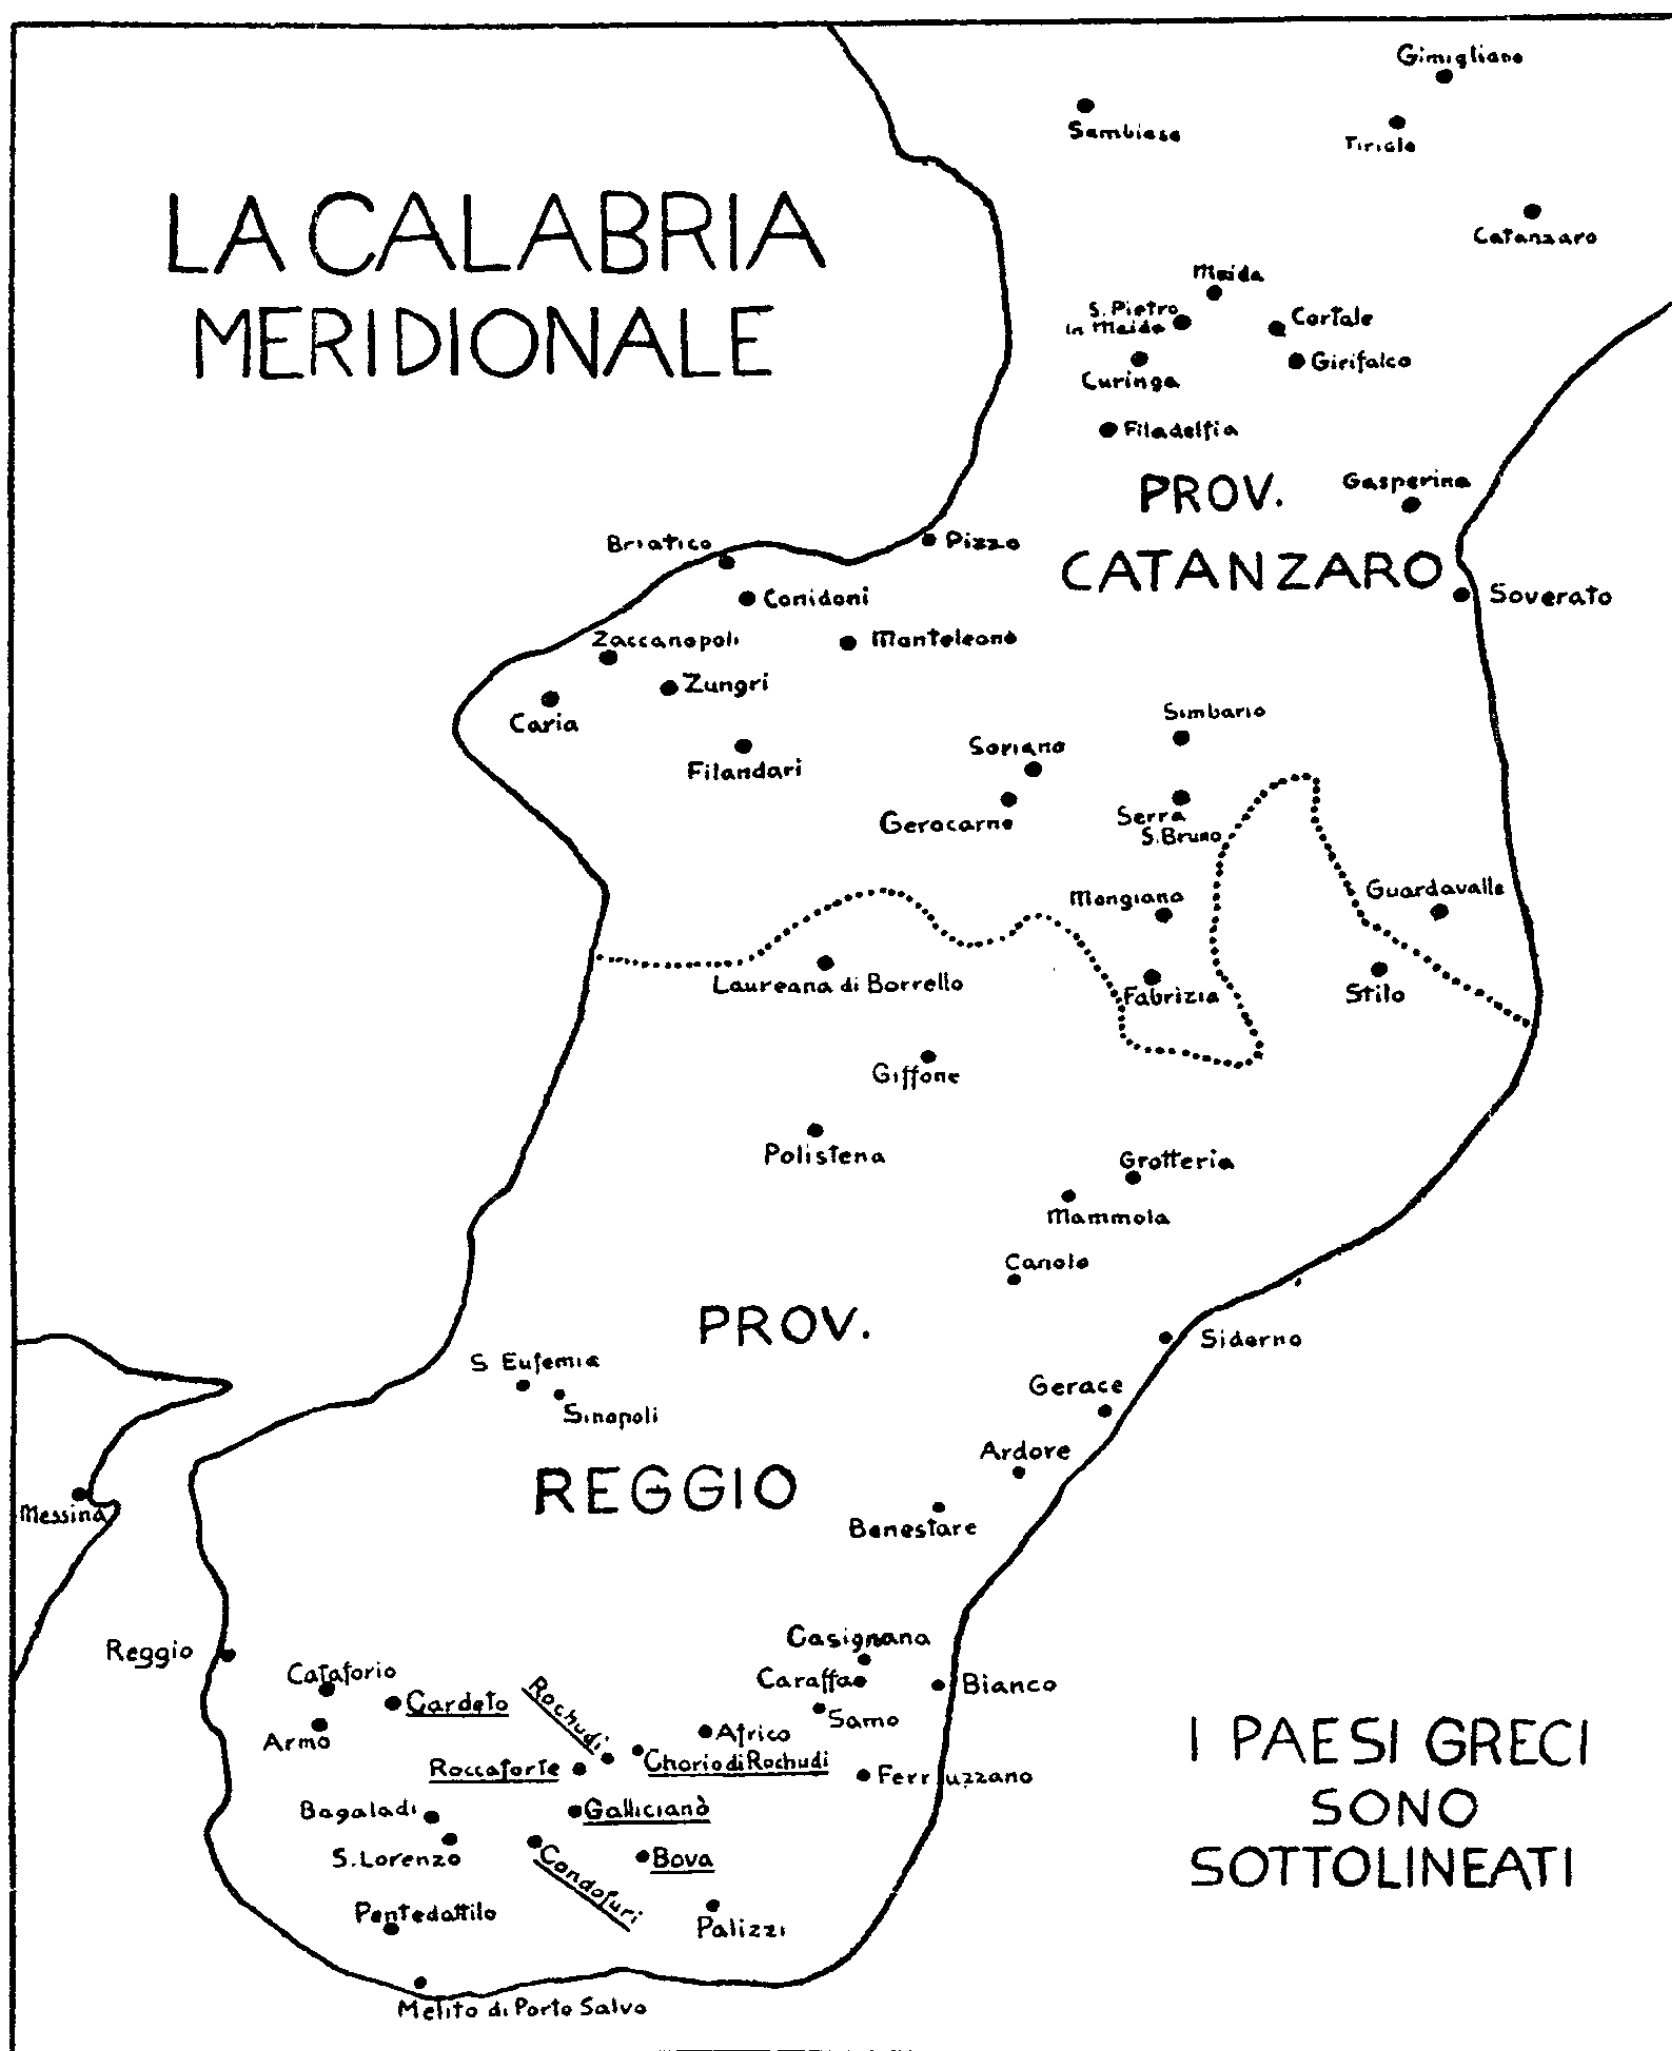 Gimigliano
Sambiase
Tiriolo
LA CALABRIA
MERIDIONALE
Catanzaro
Maida
S. Pietro
in Maida
Cortale
Curinga
Girifalco
Filadelfia
PROV.
CATANZARO
Gasperina
Briatico
Pizzo
Conidoni
Soverato
Zaccanopoli
Monteleone
Zungri
Caria
Filandari
Simbario
Soriano
Gerocarne
Serra
S. Bruno
Mongiana
Guardavalle
Laureana di Borrello
Fabrizia
Stilo
Giffone
Polistena
Grotteria
Mammola
Canolo
PROV.
REGGIO
Siderno
S Eufemia
Sinopoli
Gerace
Ardore
Messina
Benestare
Reggio
Casignana
Cataforio
Caraffa
Bianco
Cardeto
Rochudi
Samo
Armo
Africo
Roccaforte
Chorio di Rochudi
Ferruzzano
Bagaladi
Gallicianò
S. Lorenzo
Condofuri
Bova
Pentedattilo
Palizzi
Melito di Porto Salvo
I PAESI GRECI
SONO
SOTTOLINEATI